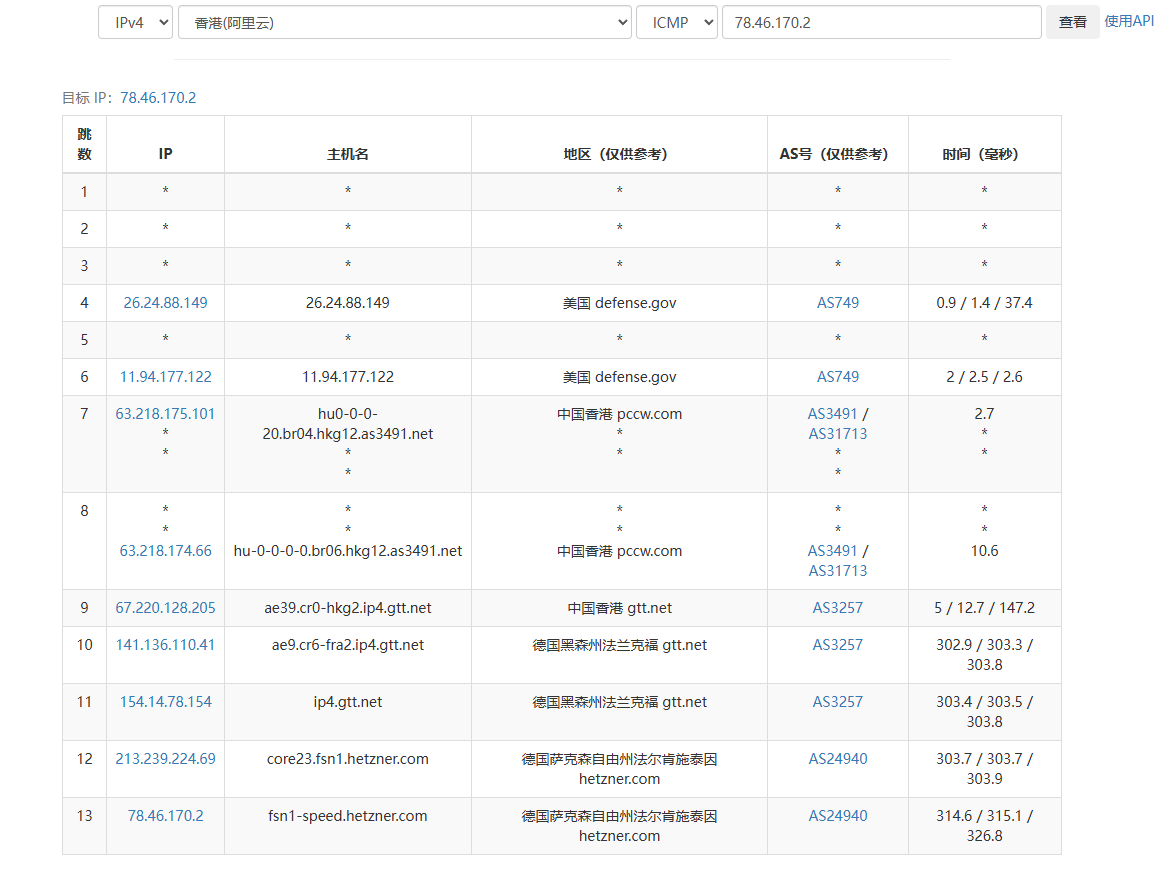 IPv4 香港(阿里云) ICMP 78.46.170.2 查看 使用API
目标 IP：78.46.170.2
跳数 IP 主机名 地区（仅供参考） AS号（仅供参考） 时间（毫秒）
1 * * * * *
2 * * * * *
3 * * * * *
4 26.24.88.149 26.24.88.149 美国 defense.gov AS749 0.9 / 1.4 / 37.4
5 * * * * *
6 11.94.177.122 11.94.177.122 美国 defense.gov AS749 2 / 2.5 / 2.6
7 63.218.175.101 hu0-0-0- 中国香港 pccw.com AS3491 / 2.7
* 20.br04.hkg12.as3491.net * AS31713 *
* * * * *
* *
8 * * * * *
* * * * *
63.218.174.66 hu-0-0-0-0.br06.hkg12.as3491.net 中国香港 pccw.com AS3491 / 10.6
AS31713
9 67.220.128.205 ae39.cr0-hkg2.ip4.gtt.net 中国香港 gtt.net AS3257 5 / 12.7 / 147.2
10 141.136.110.41 ae9.cr6-fra2.ip4.gtt.net 德国黑森州法兰克福 gtt.net AS3257 302.9 / 303.3 /
303.8
11 154.14.78.154 ip4.gtt.net 德国黑森州法兰克福 gtt.net AS3257 303.4 / 303.5 /
303.8
12 213.239.224.69 core23.fsn1.hetzner.com 德国萨克森自由州法尔肯施泰因 AS24940 303.7 / 303.7 /
hetzner.com 303.9
13 78.46.170.2 fsn1-speed.hetzner.com 德国萨克森自由州法尔肯施泰因 AS24940 314.6 / 315.1 /
hetzner.com 326.8